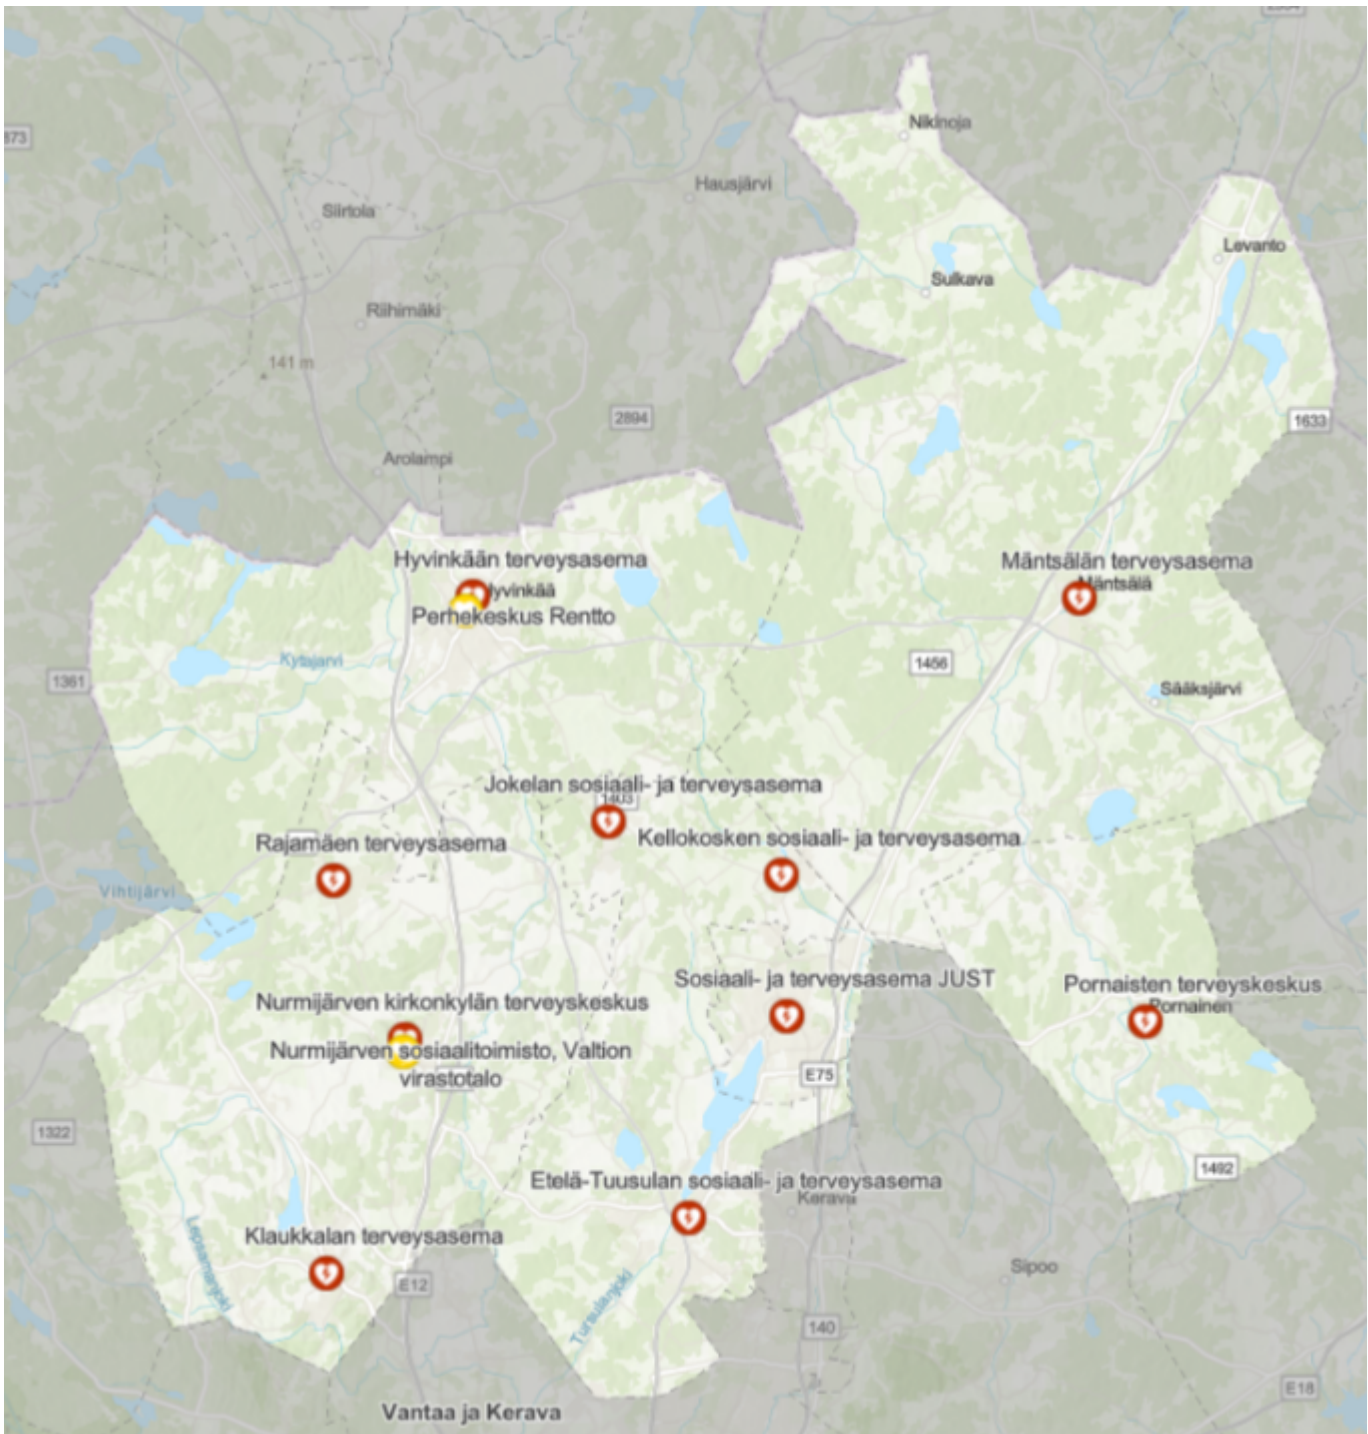 873
Nikinoja
Hausjärvi
Siirtola
Levanto
Sulkava
Riihimäki
141 m
2894
1633
Arolampi
Hyvinkään terveysasema
Mäntsälän terveysasema
Mäntsälä
Perhekeskus Rentto
Kytäjärvi
1456
1361
Sääksjärvi
Jokelan sosiaali- ja terveysasema
1403
Kellokosken sosiaali- ja terveysasema
Rajamäen terveysasema
Vihtijärvi
Sosiaali- ja terveysasema JUST
Pornaisten terveyskeskus
Pornainen
Nurmijärven kirkonkylän terveyskeskus
Nurmijärven sosiaalitoimisto, Valtion
virastotalo
E75
1322
1492
Etelä-Tuusulan sosiaali- ja terveysasema
Kerava
Klaukkalan terveysasema
Lepsämänjoki
Sipoo
E12
Tuusulanjoki
140
E18
Vantaa ja Kerava